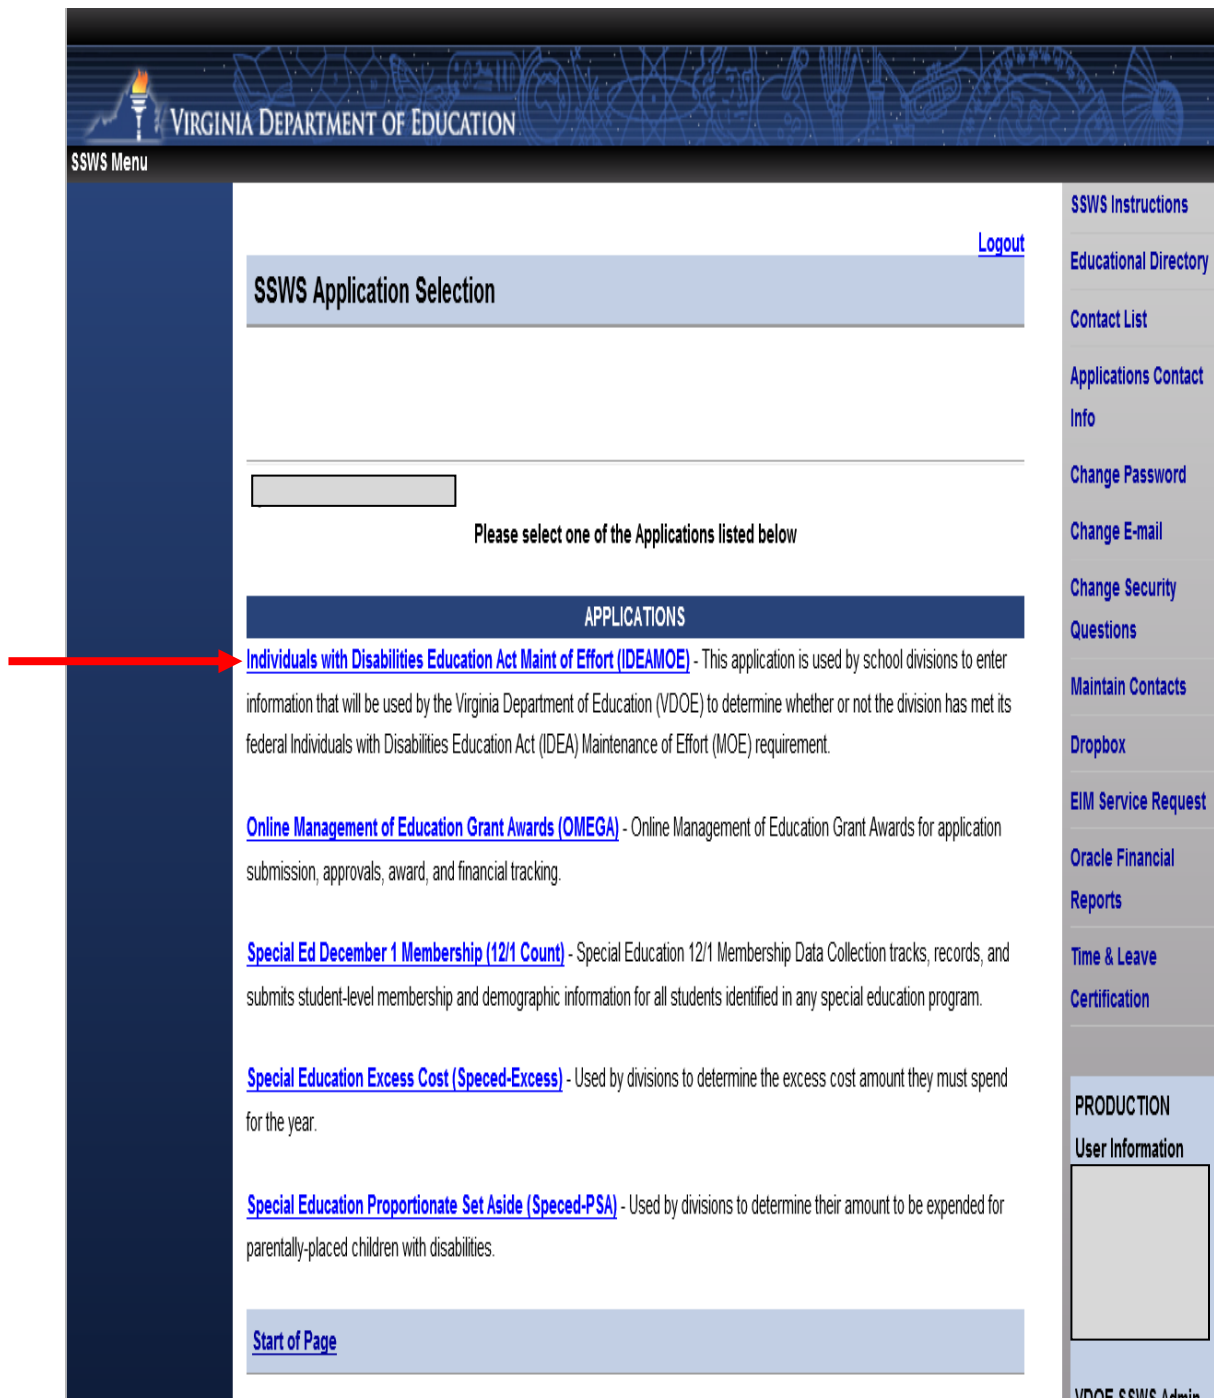 VIRGINIA DEPARTMENT OF EDUCATION
SSWS Menu
Logout
SSWS Application Selection
Please select one of the Applications listed below
APPLICATIONS
Individuals with Disabilities Education Act Maint of Effort (IDEAMOE) - This application is used by school divisions to enter
information that will be used by the Virginia Department of Education (VDOE) to determine whether or not the division has met its
federal Individuals with Disabilities Education Act (IDEA) Maintenance of Effort (MOE) requirement.
Online Management of Education Grant Awards (OMEGA) - Online Management of Education Grant Awards for application
submission, approvals, award, and financial tracking.
Special Ed December 1 Membership (12/1 Count) - Special Education 12/1 Membership Data Collection tracks, records, and
submits student-level membership and demographic information for all students identified in any special education program.
Special Education Excess Cost (Speced-Excess) - Used by divisions to determine the excess cost amount they must spend
for the year.
Special Education Proportionate Set Aside (Speced-PSA) - Used by divisions to determine their amount to be expended for
parentally-placed children with disabilities.
Start of Page
SSWS Instructions
Educational Directory
Contact List
Applications Contact
Info
Change Password
Change E-mail
Change Security
Questions
Maintain Contacts
Dropbox
EIM Service Request
Oracle Financial
Reports
Time & Leave
Certification
PRODUCTION
User Information
VDOE SSWS Admin